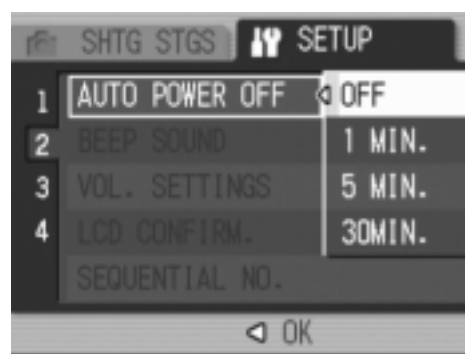 SHTG STGS SETUP
1 AUTO POWER OFF OFF
2 BEEP SOUND 1 MIN.
3 VOL. SETTINGS 5 MIN.
4 LCD CONFIRM. 30MIN.
SEQUENTIAL NO.
OK